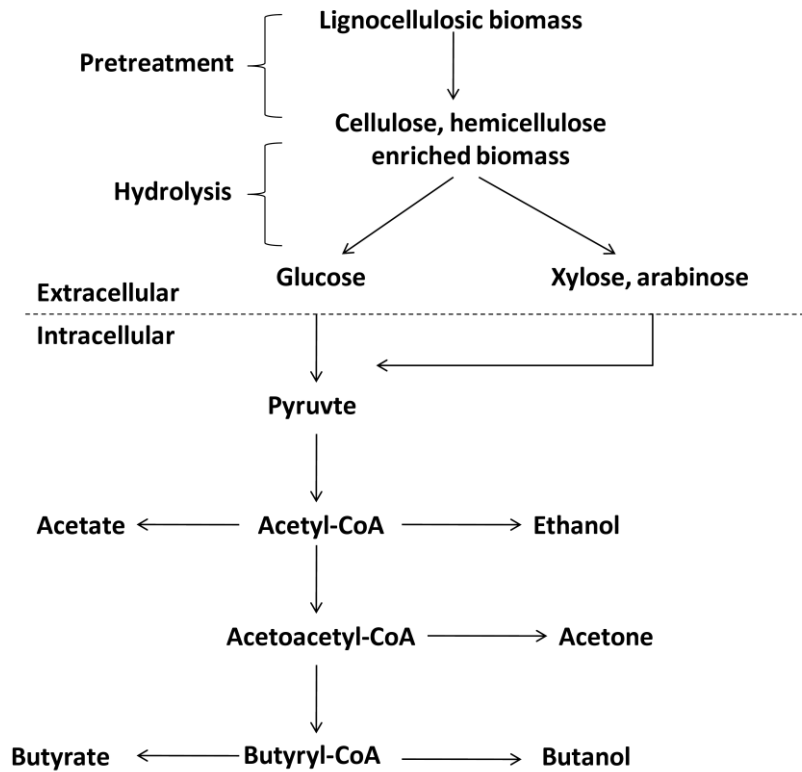 Lignocellulosic biomass
Pretreatment
Cellulose, hemicellulose
enriched biomass
Hydrolysis
Glucose
Xylose, arabinose
Extracellular
Intracellular
Pyruvte
Acetate
Acetyl-CoA
Ethanol
Acetoacetyl-CoA
Acetone
Butyrate
Butyryl-CoA
Butanol